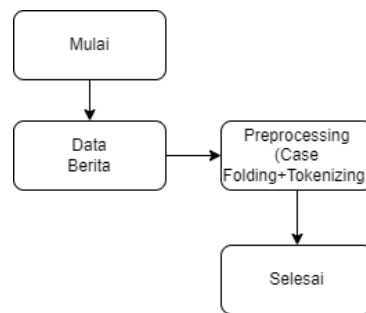 Mulai
Data
Berita
Preprocessing
(Case
Folding+Tokenizing)
Selesai